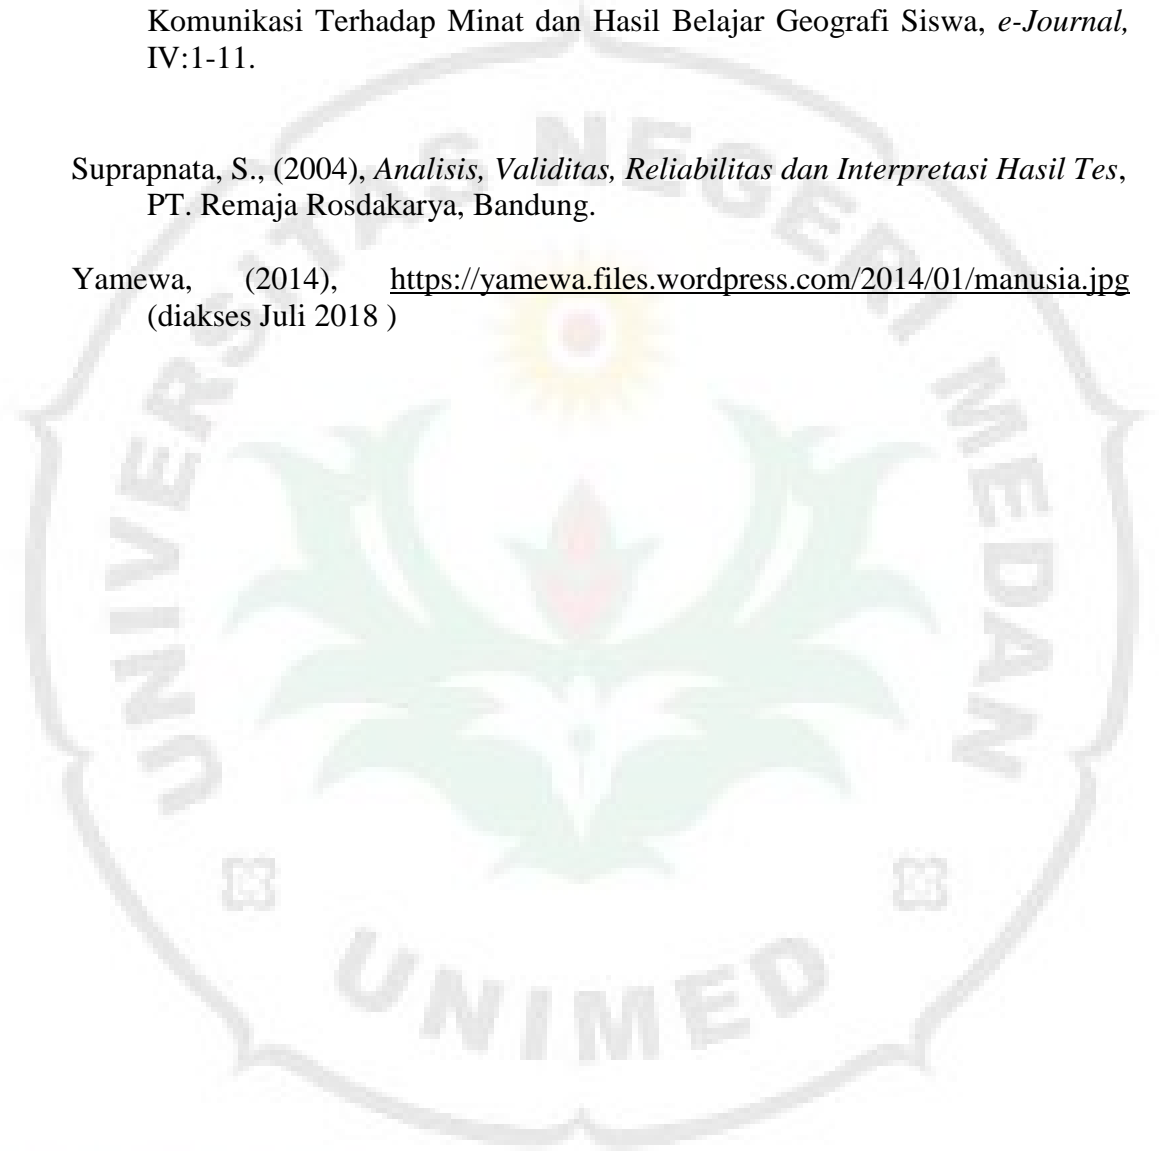 Komunikasi Terhadap Minat dan Hasil Belajar Geografi Siswa, e-Journal,
IV:1-11.
Suprapnata, S., (2004), Analisis, Validitas, Reliabilitas dan Interpretasi Hasil Tes,
PT. Remaja Rosdakarya, Bandung.
Yamewa, (2014), https://yamewa.files.wordpress.com/2014/01/manusia.jpg
(diakses Juli 2018 )
UNIVERSITAS NEGERI MEDAN
UNIMED